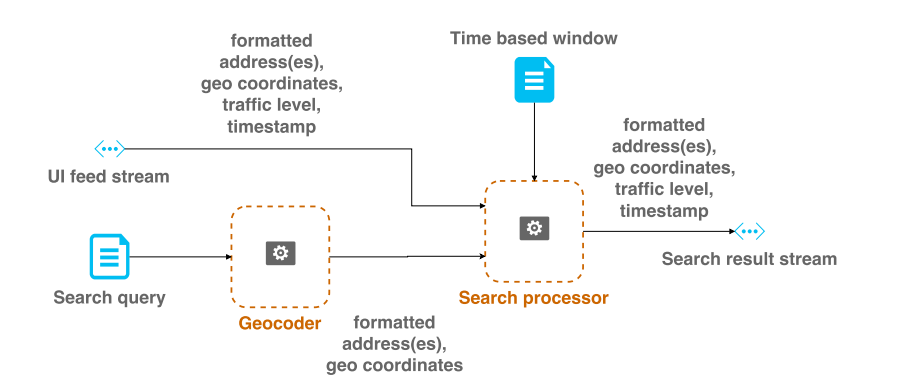 formatted
address(es),
geo coordinates,
traffic level,
timestamp
Time based window
formatted
address(es),
geo coordinates,
traffic level,
timestamp
UI feed stream
Search result stream
Search query
Geocoder
Search processor
formatted
address(es),
geo coordinates